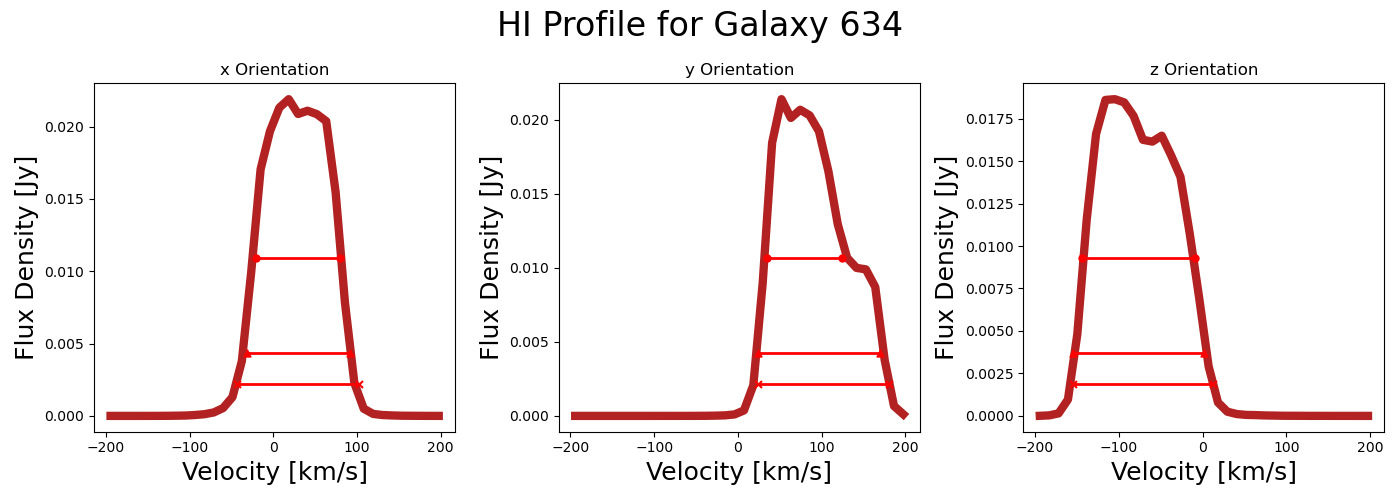 HI Profile for Galaxy 634
x Orientation
Flux Density [Jy]
0.020
0.015
0.010
0.005
0.000
−200 −100 0 100 200
Velocity [km/s]
y Orientation
Flux Density [Jy]
0.020
0.015
0.010
0.005
0.000
−200 −100 0 100 200
Velocity [km/s]
z Orientation
Flux Density [Jy]
0.0175
0.0150
0.0125
0.0100
0.0075
0.0050
0.0025
0.0000
−200 −100 0 100 200
Velocity [km/s]